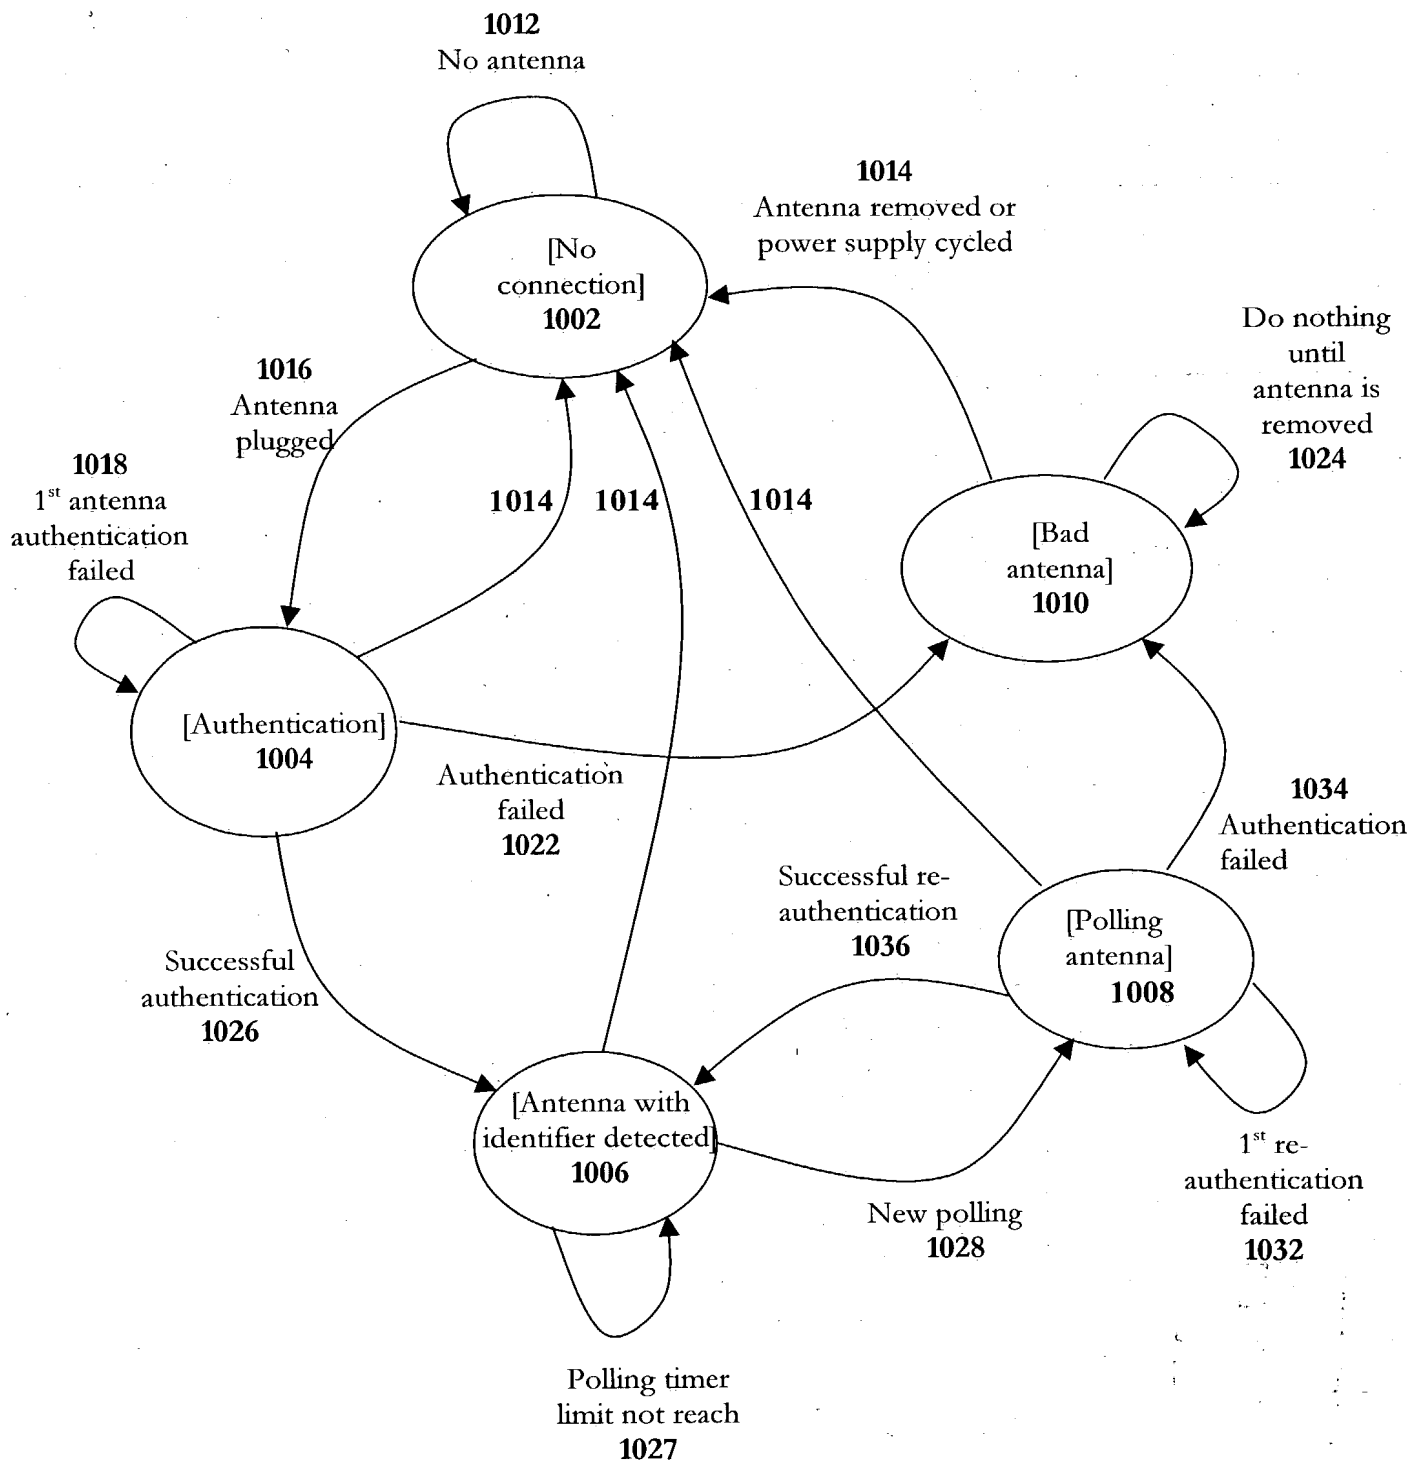 1012
No antenna
1014
Antenna removed or
power supply cycled
[No
connection]
1002
Do nothing
until
antenna is
removed
1024
1016
Antenna
plugged
1018
1st antenna
authentication
failed
1014
1014
1014
[Bad
antenna]
1010
[Authentication]
1004
Authentication
failed
1022
1034
Authentication
failed
Successful re-
authentication
1036
[Polling
antenna]
1008
Successful
authentication
1026
[Antenna with
identifier detected]
1006
New polling
1028
1st re-
authentication
failed
1032
Polling timer
limit not reach
1027